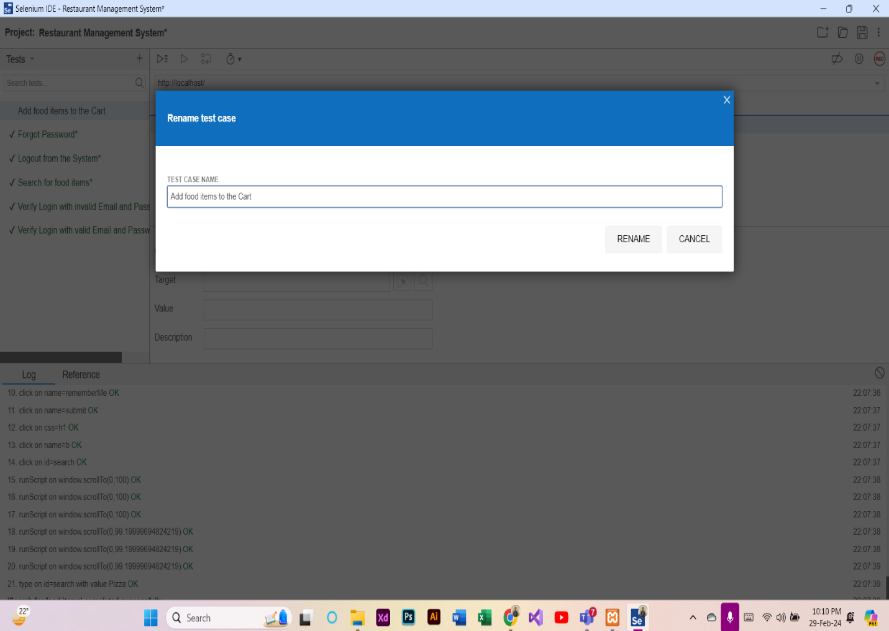 Selenium IDE - Restaurant Management System*
Project: Restaurant Management System*
Tests
Search tests...
http://localhost/
REC
Add food items to the Cart
✓ Forgot Password*
✓ Logout from the System*
✓ Search for food items*
✓ Verify Login with invalid Email and Pass
✓ Verify Login with valid Email and Passw
Rename test case
X
TEST CASE NAME
Add food items to the Cart
RENAME
CANCEL
Target
Value
Description
Log
Reference
10. click on name=rememberMe OK 22:07:36
11. click on name=submit OK 22:07:37
12. click on css=h1 OK 22:07:37
13. click on name=b OK 22:07:37
14. click on id=search OK 22:07:37
15. runScript on window.scrollTo(0,100) OK 22:07:38
16. runScript on window.scrollTo(0,100) OK 22:07:38
17. runScript on window.scrollTo(0,100) OK 22:07:38
18. runScript on window.scrollTo(0,99.19999694824219) OK 22:07:38
19. runScript on window.scrollTo(0,99.19999694824219) OK 22:07:38
20. runScript on window.scrollTo(0,99.19999694824219) OK 22:07:39
21. type on id=search with value Pizza OK 22:07:39
22°
Search
Xd
Ps
Ai
7
Se
10:10 PM
29-Feb-24